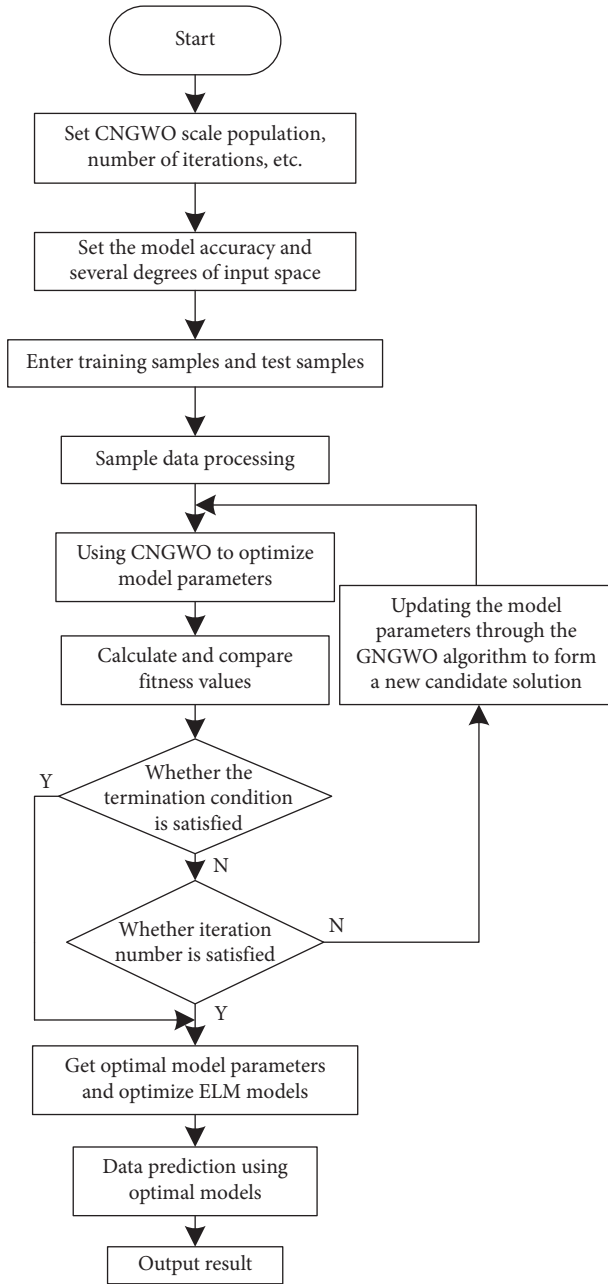 Start
Set CNGWO scale population,
number of iterations, etc.
Set the model accuracy and
several degrees of input space
Enter training samples and test samples
Sample data processing
Using CNGWO to optimize
model parameters
Updating the model
parameters through the
GNGWO algorithm to form
a new candidate solution
Calculate and compare
fitness values
Y
Whether the
termination condition
is satisfied
N
Whether iteration
number is satisfied
N
Y
Get optimal model parameters
and optimize ELM models
Data prediction using
optimal models
Output result